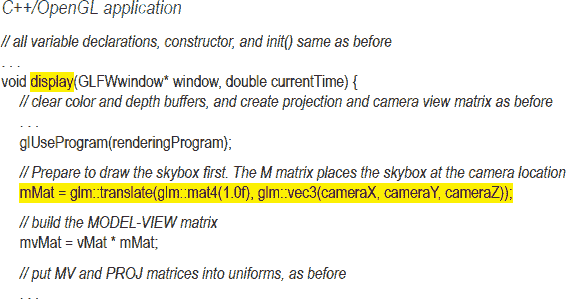 C++/OpenGL application
// all variable declarations, constructor, and init() same as before
. . .
void display(GLFWwindow* window, double currentTime) {
// clear color and depth buffers, and create projection and camera view matrix as before
. . .
glUseProgram(renderingProgram);
// Prepare to draw the skybox first. The M matrix places the skybox at the camera location
mMat = glm::translate(glm::mat4(1.0f), glm::vec3(cameraX, cameraY, cameraZ));
// build the MODEL-VIEW matrix
mvMat = vMat * mMat;
// put MV and PROJ matrices into uniforms, as before
. . .